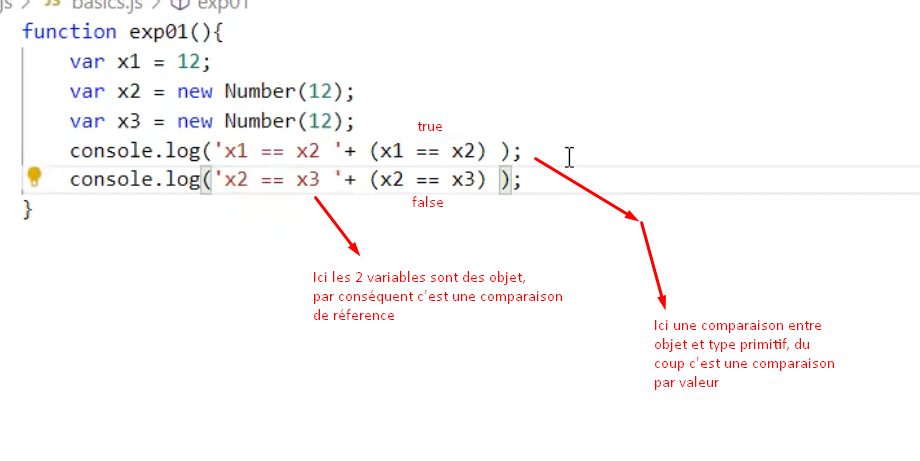 js > JS basics.js > exp01
function exp01(){
var x1 = 12;
var x2 = new Number(12);
var x3 = new Number(12);
true
console.log('x1 == x2 '+ (x1 == x2) );
console.log('x2 == x3 '+ (x2 == x3) );
false
}
Ici les 2 variables sont des objet,
par conséquent c'est une comparaison
de réference
Ici une comparaison entre
objet et type primitif, du
coup c'est une comparaison
par valeur